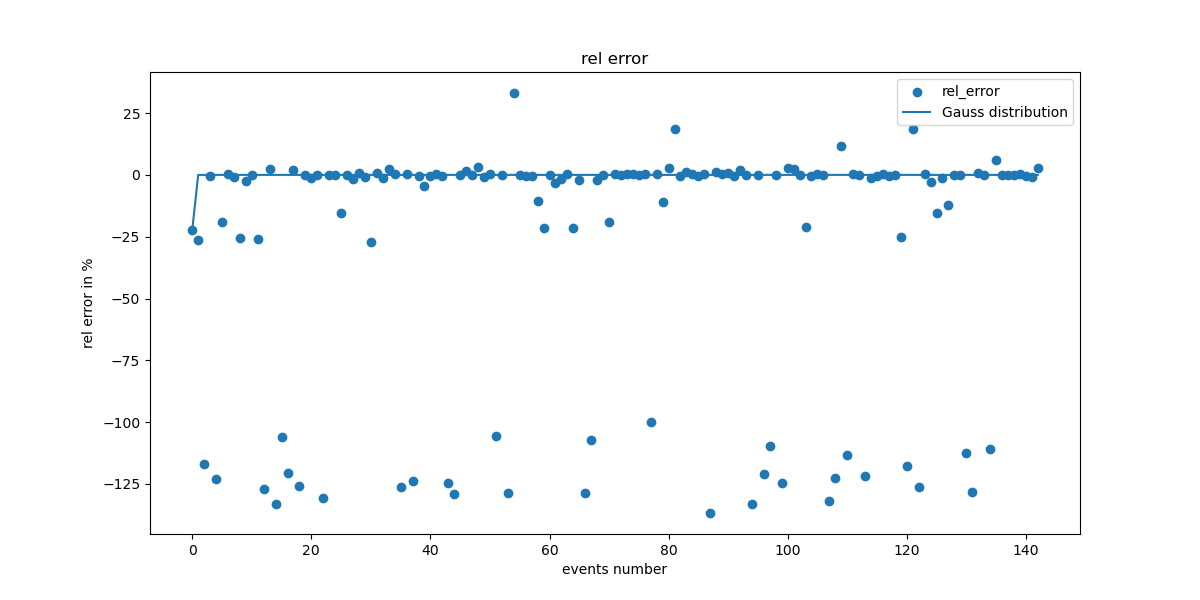 rel error
rel_error
Gauss distribution
25
0
−25
−50
−75
−100
−125
rel error in %
0 20 40 60 80 100 120 140
events number